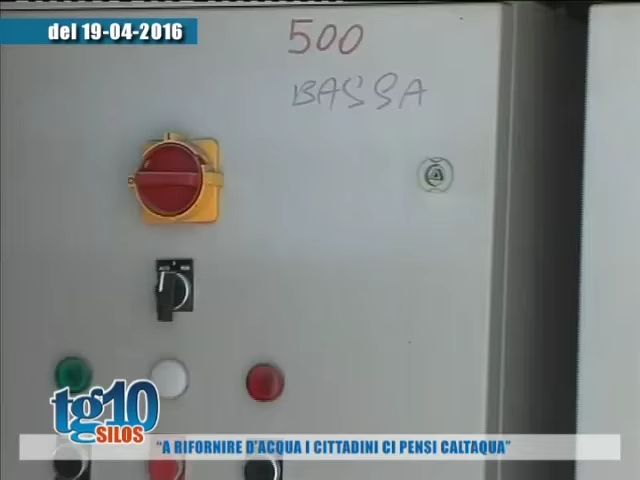 del 19-04-2016
500
BASSA
tg10
SILOS
"A RIFORNIRE D'ACQUA I CITTADINI CI PENSI CALTAQUA"